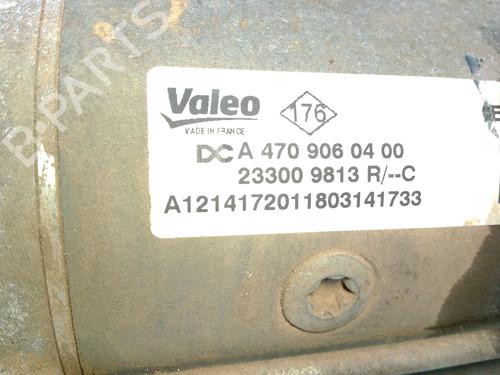 B-PARTS
Valeo
MADE IN FRANCE
176
DC A 470 906 04 00
23300 9813 R/--C
A1214172011803141733